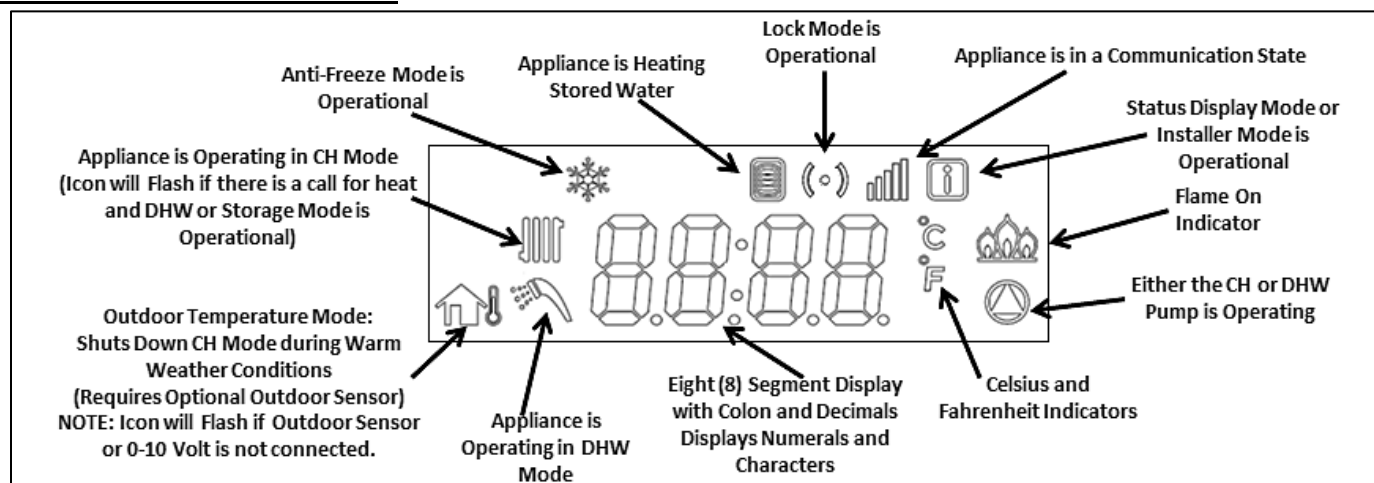 Lock Mode is
Operational
Appliance is in a Communication State
Anti-Freeze Mode is
Operational
Appliance is Heating
Stored Water
Status Display Mode or
Installer Mode is
Operational
Appliance is Operating in CH Mode
(Icon will Flash if there is a call for heat
and DHW or Storage Mode is
Operational)
Flame On
Indicator
88:88
°C
°F
i
Either the CH or DHW
Pump is Operating
Outdoor Temperature Mode:
Shuts Down CH Mode during Warm
Weather Conditions
(Requires Optional Outdoor Sensor)
NOTE: Icon will Flash if Outdoor Sensor
or 0-10 Volt is not connected.
Appliance is
Operating in DHW
Mode
Eight (8) Segment Display
with Colon and Decimals
Displays Numerals and
Characters
Celsius and
Fahrenheit Indicators